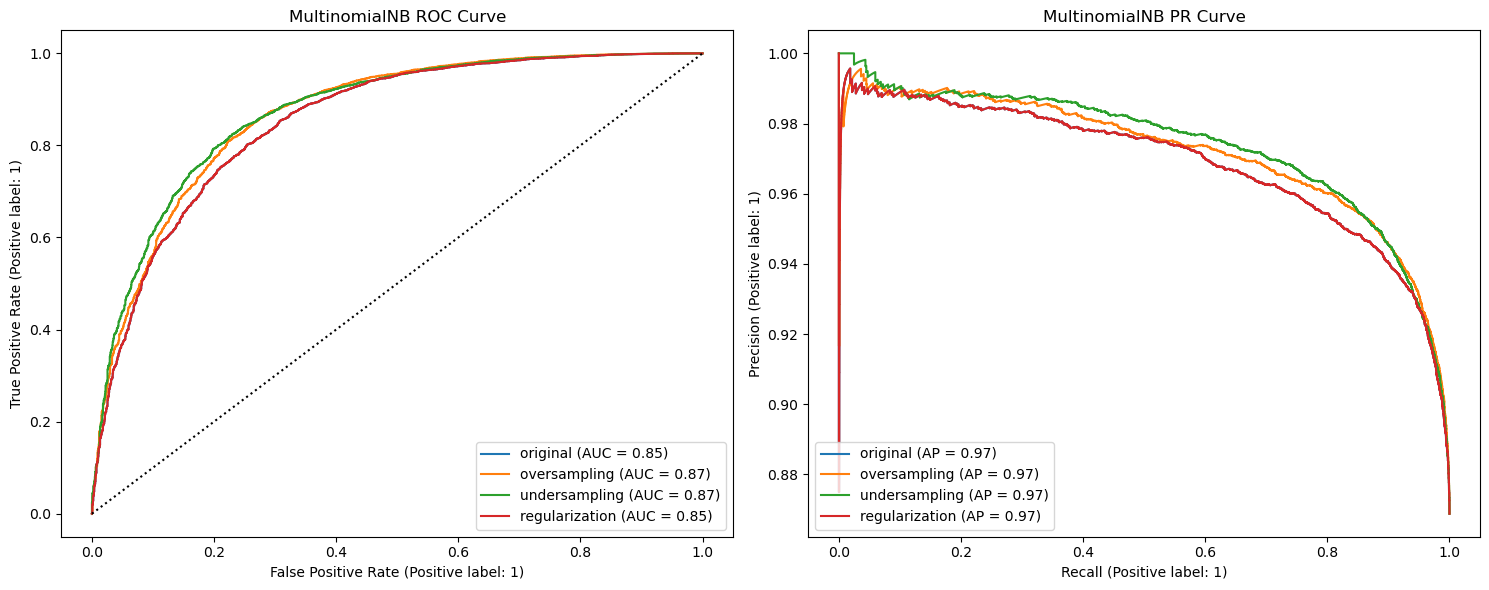 MultinomialNB ROC Curve
True Positive Rate (Positive label: 1)
1.0
0.8
0.6
0.4
0.2
0.0
0.0 0.2 0.4 0.6 0.8 1.0
False Positive Rate (Positive label: 1)
original (AUC = 0.85)
oversampling (AUC = 0.87)
undersampling (AUC = 0.87)
regularization (AUC = 0.85)
MultinomialNB PR Curve
Precision (Positive label: 1)
1.00
0.98
0.96
0.94
0.92
0.90
0.88
0.0 0.2 0.4 0.6 0.8 1.0
Recall (Positive label: 1)
original (AP = 0.97)
oversampling (AP = 0.97)
undersampling (AP = 0.97)
regularization (AP = 0.97)